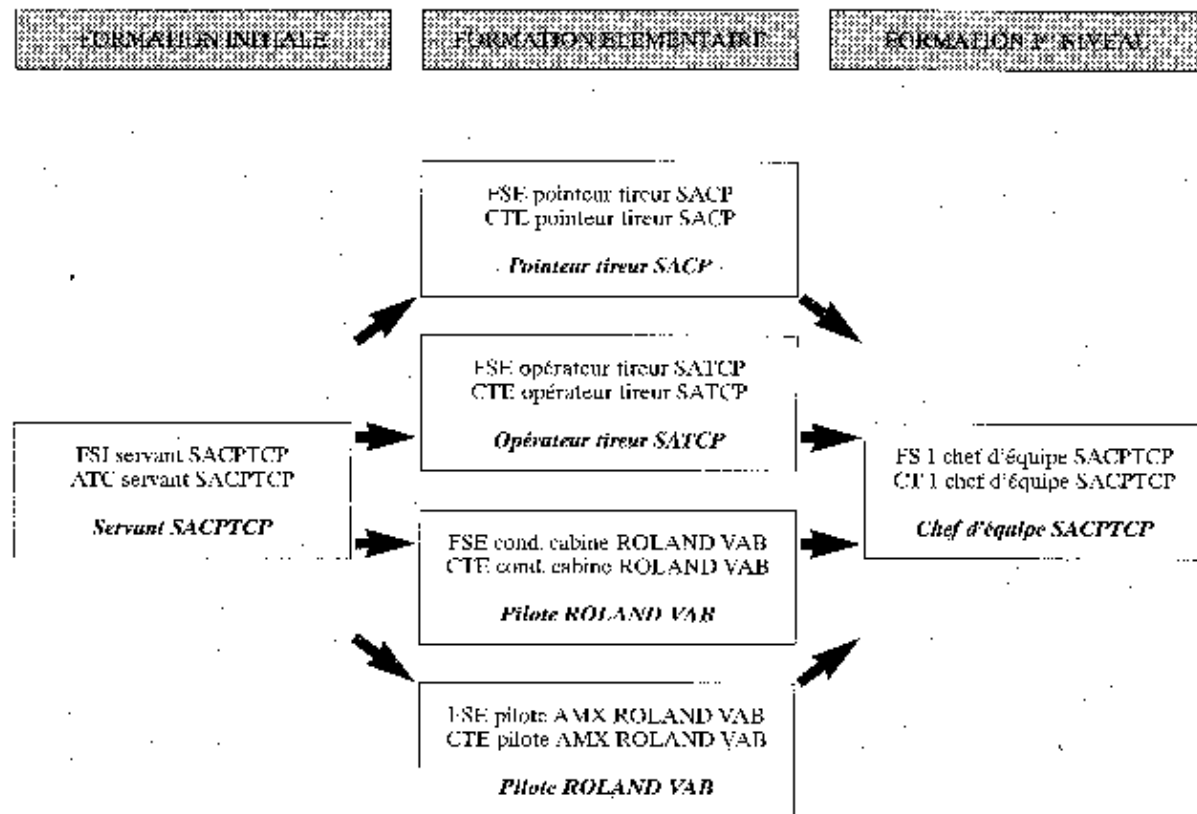 FORMATION INITIALE
FORMATION ELEMENTAIRE
FORMATION 1er NIVEAU
FSE pointeur tireur SACP
CTE pointeur tireur SACP
Pointeur tireur SACP
FSE opérateur tireur SATCP
CTE opérateur tireur SATCP
Opérateur tireur SATCP
FSI servant SACPTCP
ATC servant SACPTCP
Servant SACPTCP
FS 1 chef d'équipe SACPTCP
CT 1 chef d'équipe SACPTCP
Chef d'équipe SACPTCP
FSE cond. cabine ROLAND VAB
CTE cond. cabine ROLAND VAB
Pilote ROLAND VAB
FSE pilote AMX ROLAND VAB
CTE pilote AMX ROLAND VAB
Pilote ROLAND VAB